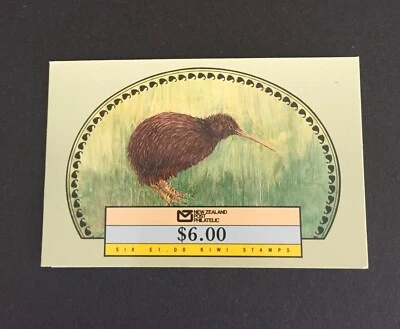 NEW ZEALAND
POST
PHILATELIC
$6.00
SIX $1.00 KIWI STAMPS